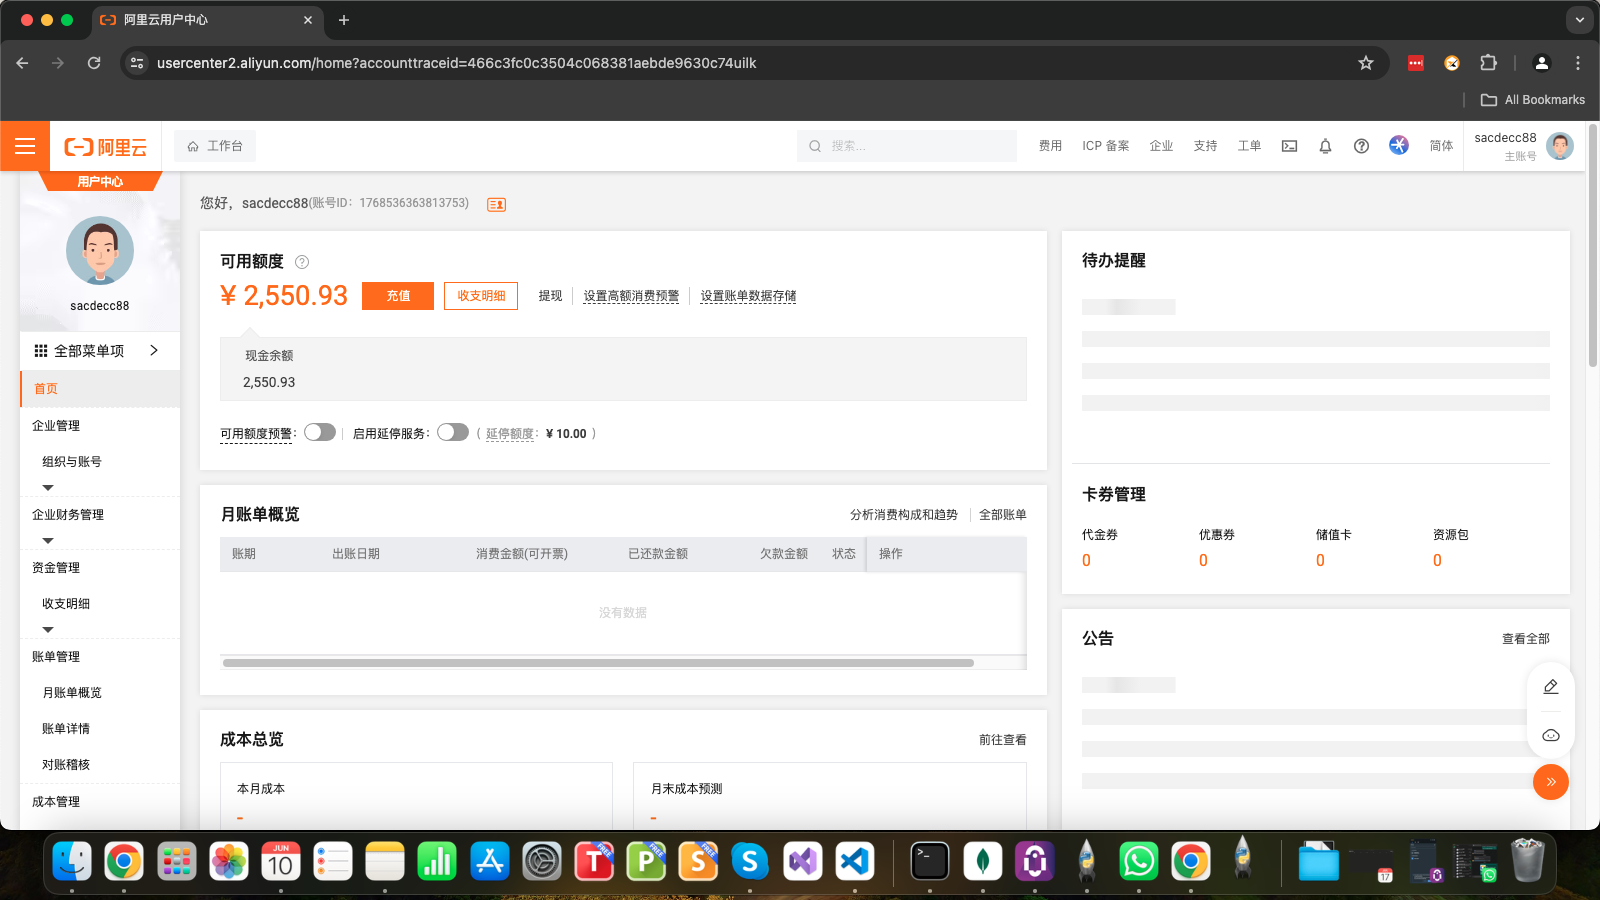 阿里云用户中心
usercenter2.aliyun.com/home?accounttraceid=466c3fc0c3504c068381aebde9630c74uilk
All Bookmarks
阿里云
工作台
搜索...
费用
ICP 备案
企业
支持
工单
简体
sacdecc88
主账号
用户中心
sacdecc88
全部菜单项
首页
企业管理
组织与账号
企业财务管理
资金管理
收支明细
账单管理
月账单概览
账单详情
对账稽核
成本管理
您好，sacdecc88(账号ID：1768536363813753)
可用额度
¥ 2,550.93
充值
收支明细
提现
设置高额消费预警
设置账单数据存储
现金余额
2,550.93
可用额度预警：
启用延停服务：
( 延停额度：¥ 10.00 )
月账单概览
分析消费构成和趋势
全部账单
账期 出账日期 消费金额(可开票) 已还款金额 欠款金额 状态 操作
没有数据
成本总览
前往查看
本月成本
-
月末成本预测
-
待办提醒
卡券管理
代金券 优惠券 储值卡 资源包
0 0 0 0
公告
查看全部
JUN
10
T
FREE
P
FREE
S
FREE
17